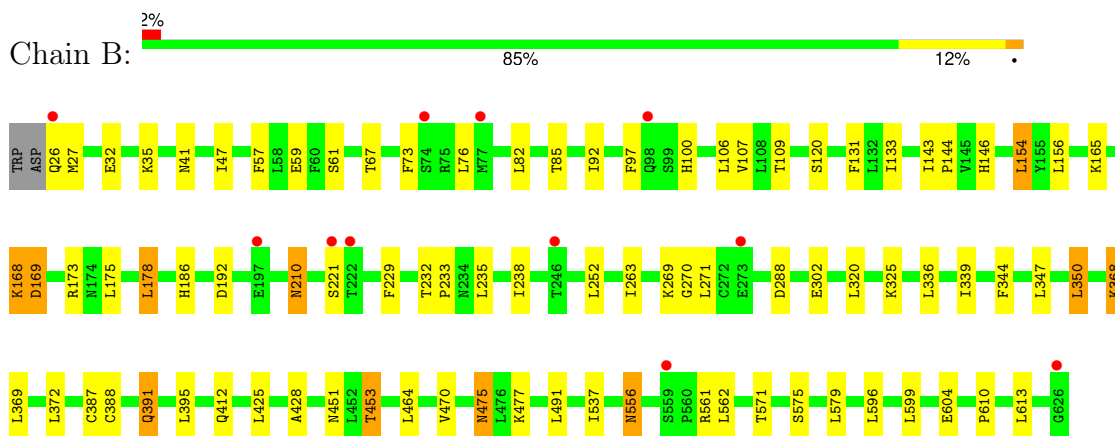 2%
Chain B:
85% 12% •
TRP ASP Q26 M27 E32 K35 N41 I47 F57 L58 E59 F60 S61 T67 F73 S74 R75 L76 M77 L82 T85 I92 F97 Q98 S99 H100 L106 V107 L108 T109 S120 F131 L132 I133 I143 P144 V145 H146 L154 Y155 L156 K165
K168 D169 R173 N174 L175 L178 H186 D192 E197 N210 S221 T222 F229 T232 P233 N234 L235 I238 T246 L252 I263 K269 G270 L271 C272 E273 D288 E302 L320 K325 L336 I339 F344 L347 L350 K368
L369 L372 C387 C388 Q391 L395 Q412 L425 A428 N451 L452 T453 L464 V470 N475 L476 K477 L491 I537 N556 S559 P560 R561 L562 T571 S575 L579 L596 L599 E604 P610 L613 G626